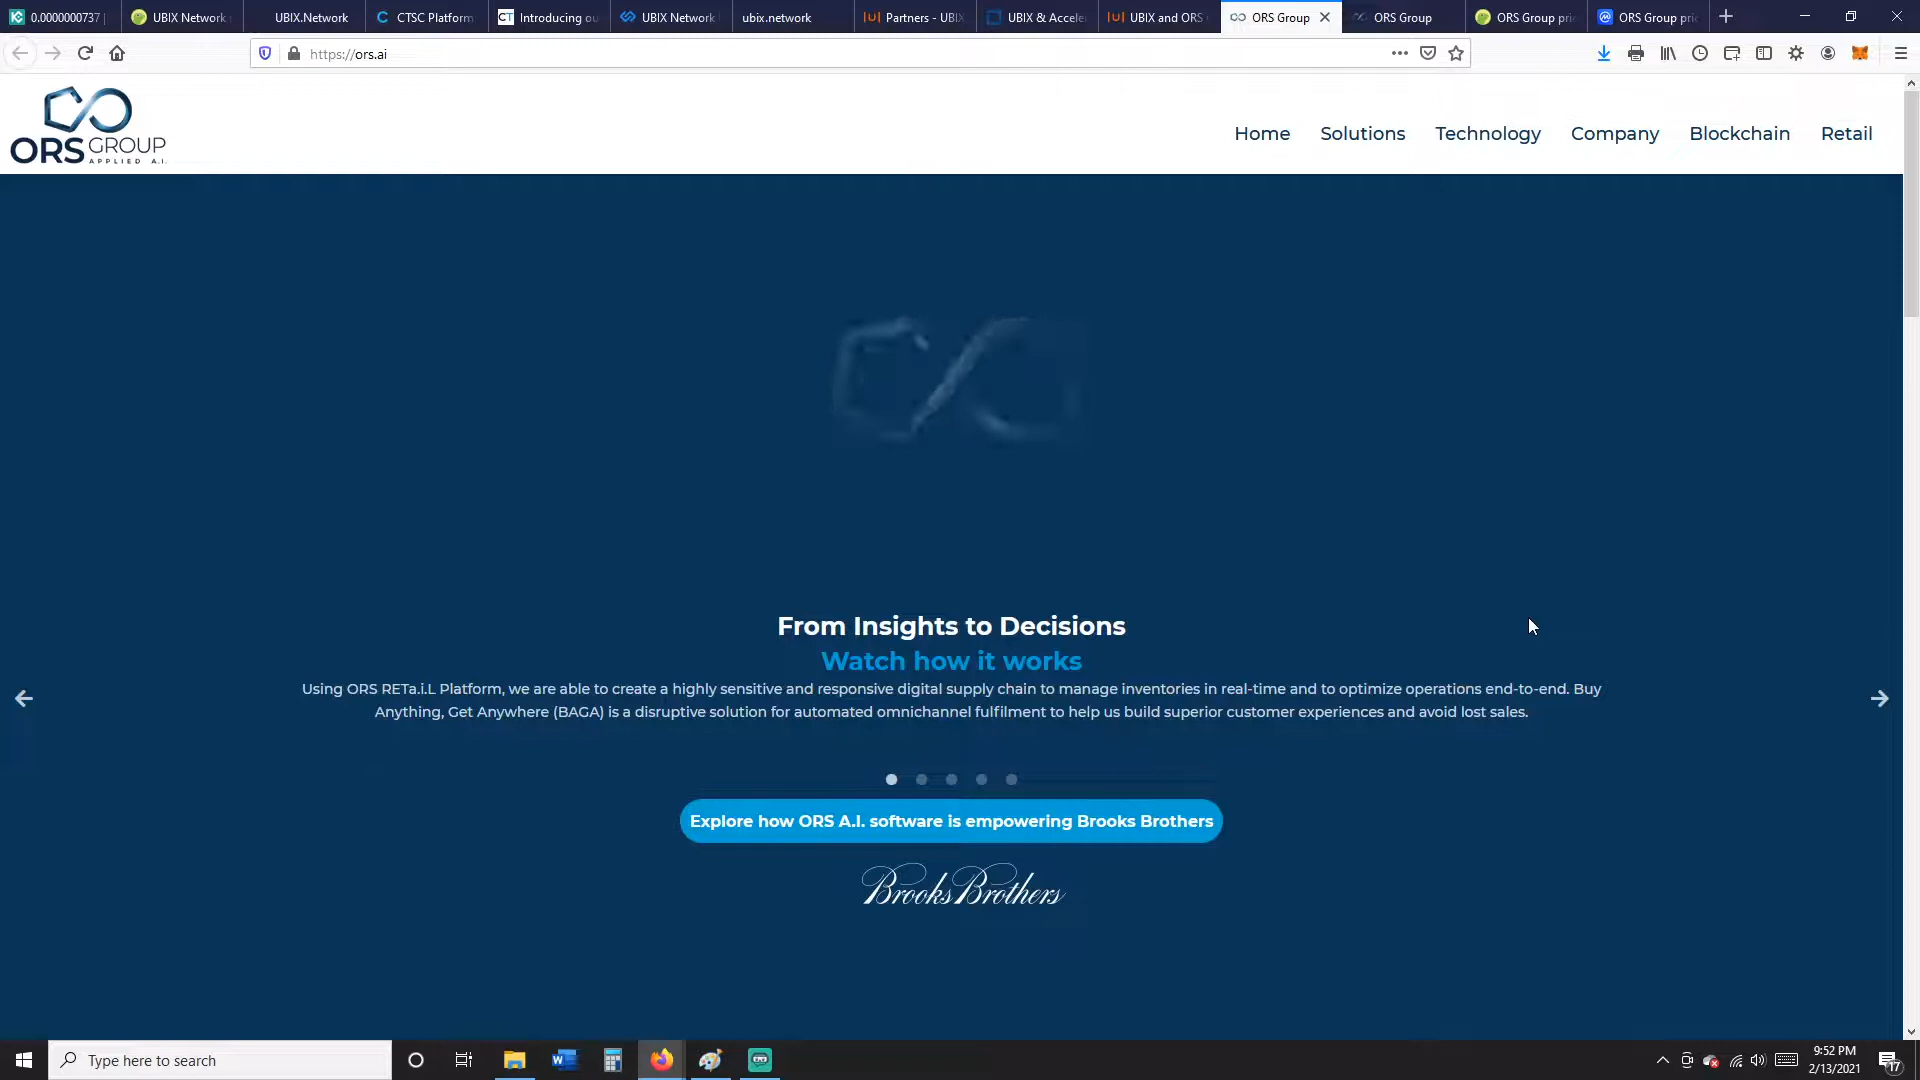 0.0000000737 |
UBIX Network
UBIX.Network
CTSC Platform
CT Introducing ou
UBIX Network
ubix.network
|U| Partners - UBIX
UBIX & Accele
|U| UBIX and ORS
ORS Group
ORS Group
ORS Group pri
ORS Group pri
https://ors.ai
ORS GROUP
APPLIED A.I.
Home
Solutions
Technology
Company
Blockchain
Retail
From Insights to Decisions
Watch how it works
Using ORS RETa.i.L Platform, we are able to create a highly sensitive and responsive digital supply chain to manage inventories in real-time and to optimize operations end-to-end. Buy
Anything, Get Anywhere (BAGA) is a disruptive solution for automated omnichannel fulfilment to help us build superior customer experiences and avoid lost sales.
Explore how ORS A.I. software is empowering Brooks Brothers
Brooks Brothers
Type here to search
9:52 PM
2/13/2021
17